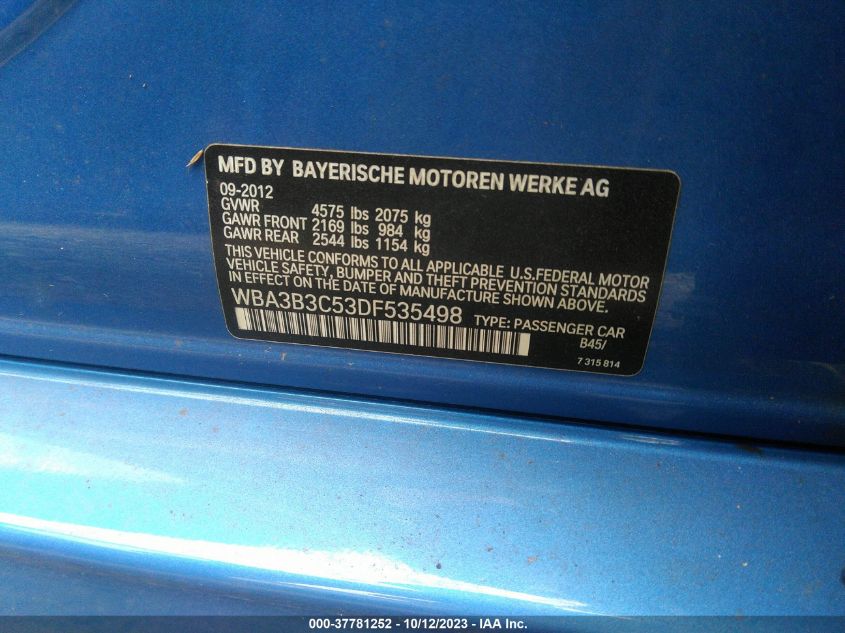 MFD BY BAYERISCHE MOTOREN WERKE AG
09-2012
GVWR 4575 lbs 2075 kg
GAWR FRONT 2169 lbs 984 kg
GAWR REAR 2544 lbs 1154 kg
THIS VEHICLE CONFORMS TO ALL APPLICABLE U.S.FEDERAL MOTOR
VEHICLE SAFETY, BUMPER AND THEFT PREVENTION STANDARDS
IN EFFECT ON THE DATE OF MANUFACTURE SHOWN ABOVE.
WBA3B3C53DF535498 TYPE: PASSENGER CAR
B45/
7 315 814
000-37781252 - 10/12/2023 - IAA Inc.